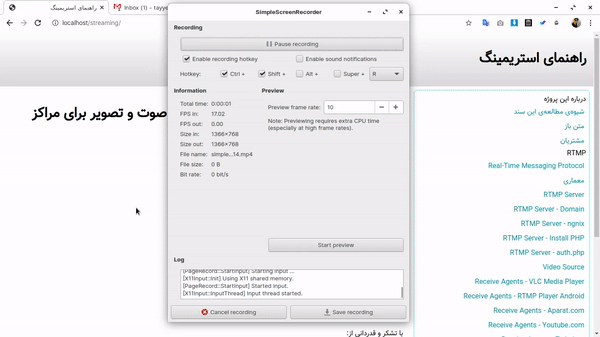 راهنمای استریمینگ
Inbox (1) - tayye
localhost/streaming/
SimpleScreenRecorder
Recording
Pause recording
Enable recording hotkey
Enable sound notifications
Hotkey:
Ctrl +
Shift +
Alt +
Super +
R
Information
Total time: 0:00:01
FPS in: 17.02
FPS out: 0.00
Size in: 1366×768
Size out: 1366×768
File name: simple...14.mp4
File size: 0 B
Bit rate: 0 bit/s
Preview
Preview frame rate: 10
Note: Previewing requires extra CPU time
(especially at high frame rates).
Start preview
Log
[PageRecord::StartInput] Starting input ...
[X11Input::Init] Using X11 shared memory.
[PageRecord::StartInput] Started input.
[X11Input::InputThread] Input thread started.
Cancel recording
Save recording
راهنمای استریمینگ
صوت و تصویر برای مراکز
با تشکر و قدردانی از:
درباره این پروژه
شیوه‌ی مطالعه‌ی این سند
متن باز
مشتریان
RTMP
Real-Time Messaging Protocol
معماری
RTMP Server
RTMP Server - Domain
RTMP Server - ngnix
RTMP Server - Install PHP
RTMP Server - auth.php
Video Source
Receive Agents - VLC Media Player
Receive Agents - RTMP Player Android
Receive Agents - Aparat.com
Receive Agents - Youtube.com